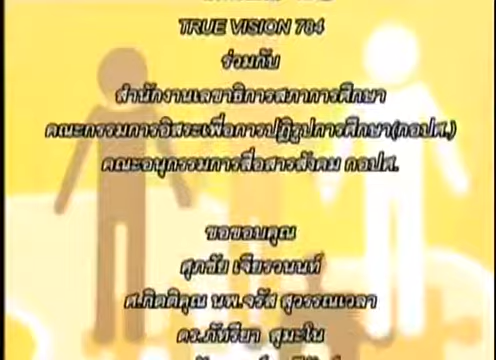 TRUE VISION 784
ร่วมกับ
สำนักงานเลขาธิการสภาการศึกษา
คณะกรรมการอิสระเพื่อการปฏิรูปการศึกษา(กอปศ.)
คณะอนุกรรมการสื่อสารสังคม กอปศ.
ขอขอบคุณ
ศุภชัย เจียรวนนท์
ศ.กิตติคุณ นพ.จรัส สุวรรณเวลา
ดร.ภัทรียา สุมะโน